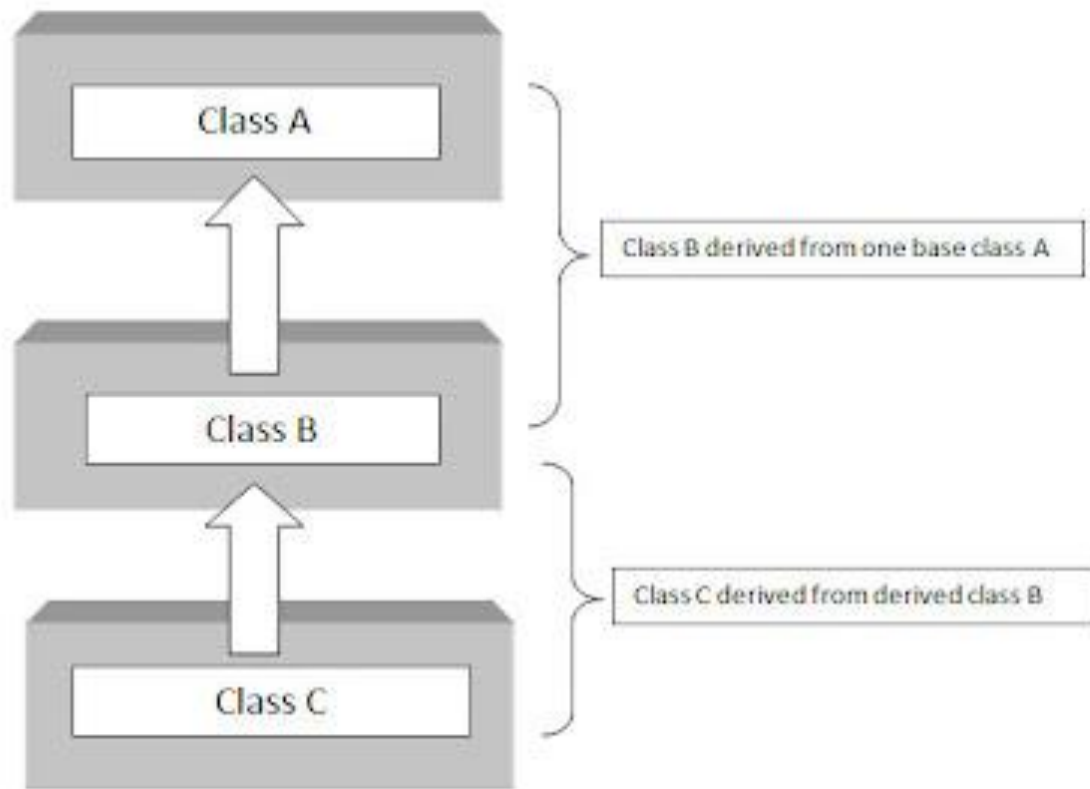 Class A
Class B derived from one base class A
Class B
Class C derived from derived class B
Class C